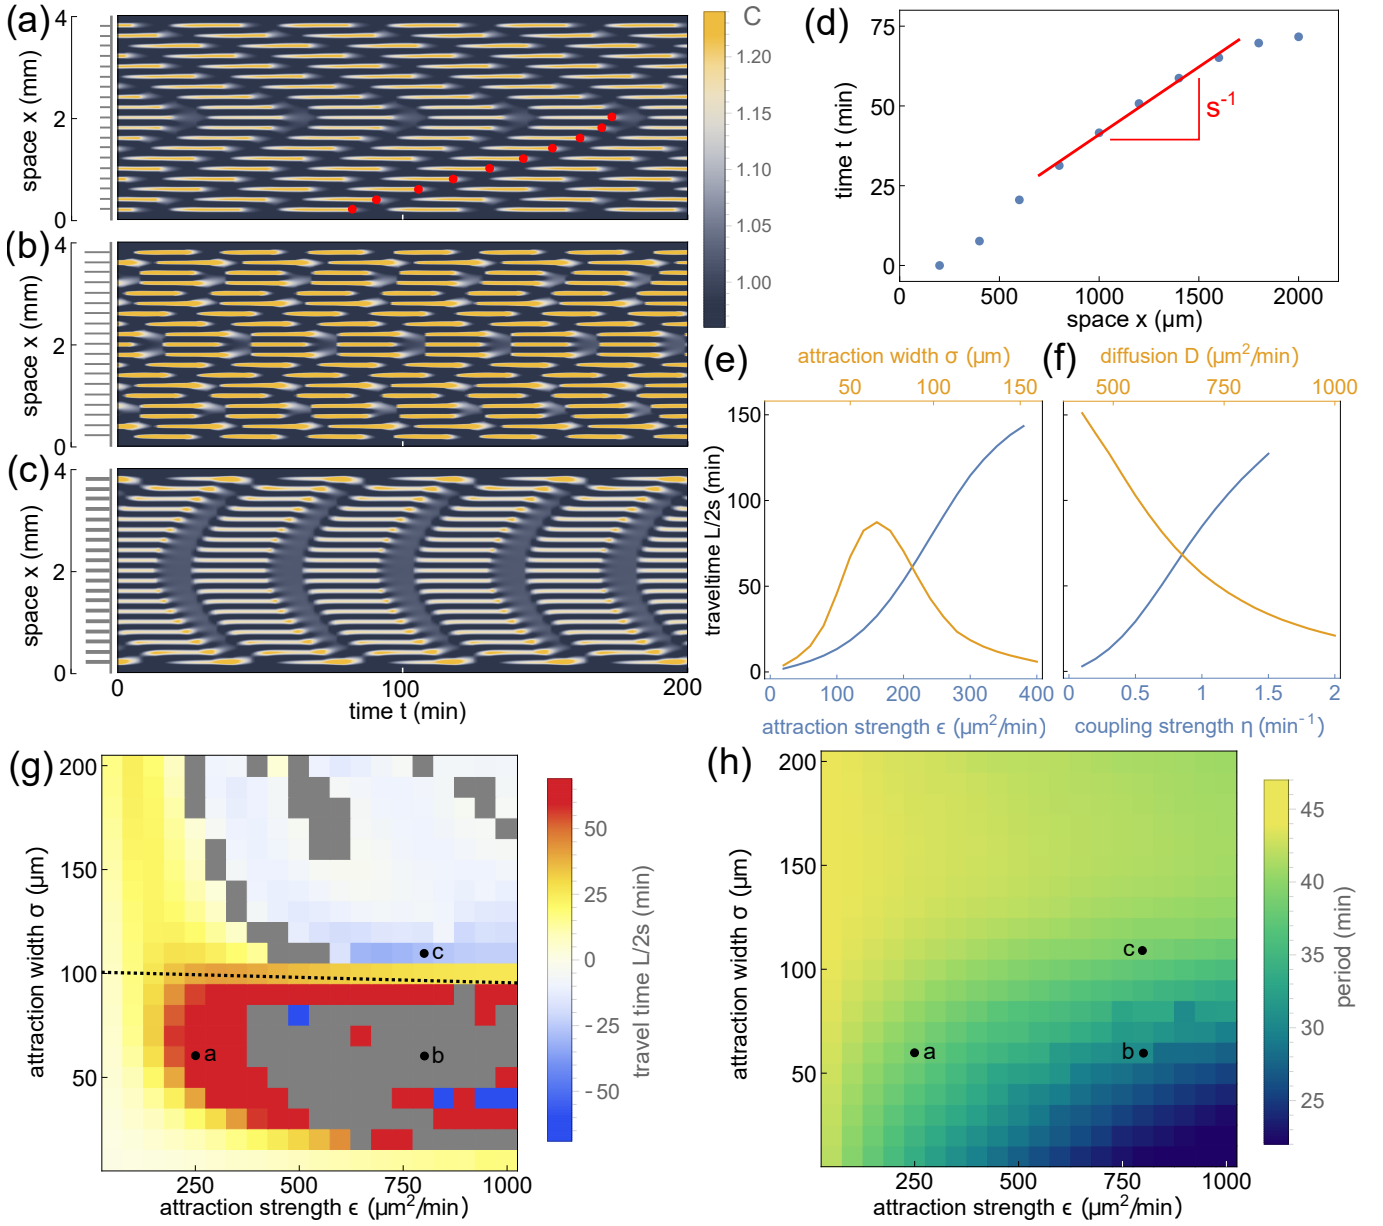 (a)
4
2
0
space x (mm)
C
1.20
1.15
1.10
1.05
1.00
(b)
4
2
0
space x (mm)
(c)
4
2
0
space x (mm)
0
100
200
time t (min)
(d)
75
50
25
0
time t (min)
s-1
0
500
1000
1500
2000
space x (μm)
(e)
attraction width σ (μm)
50
100
150
150
100
50
0
traveltime L/2s (min)
0
100
200
300
400
attraction strength ϵ (μm2/min)
(f)
diffusion D (μm2/min)
500
750
1000
0
0.5
1
1.5
2
coupling strength η (min-1)
(g)
200
150
100
50
attraction width σ (μm)
a
b
c
250
500
750
1000
attraction strength ϵ (μm2/min)
50
25
0
-25
-50
travel time L/2s (min)
(h)
200
150
100
50
attraction width σ (μm)
a
b
c
250
500
750
1000
attraction strength ϵ (μm2/min)
45
40
35
30
25
period (min)